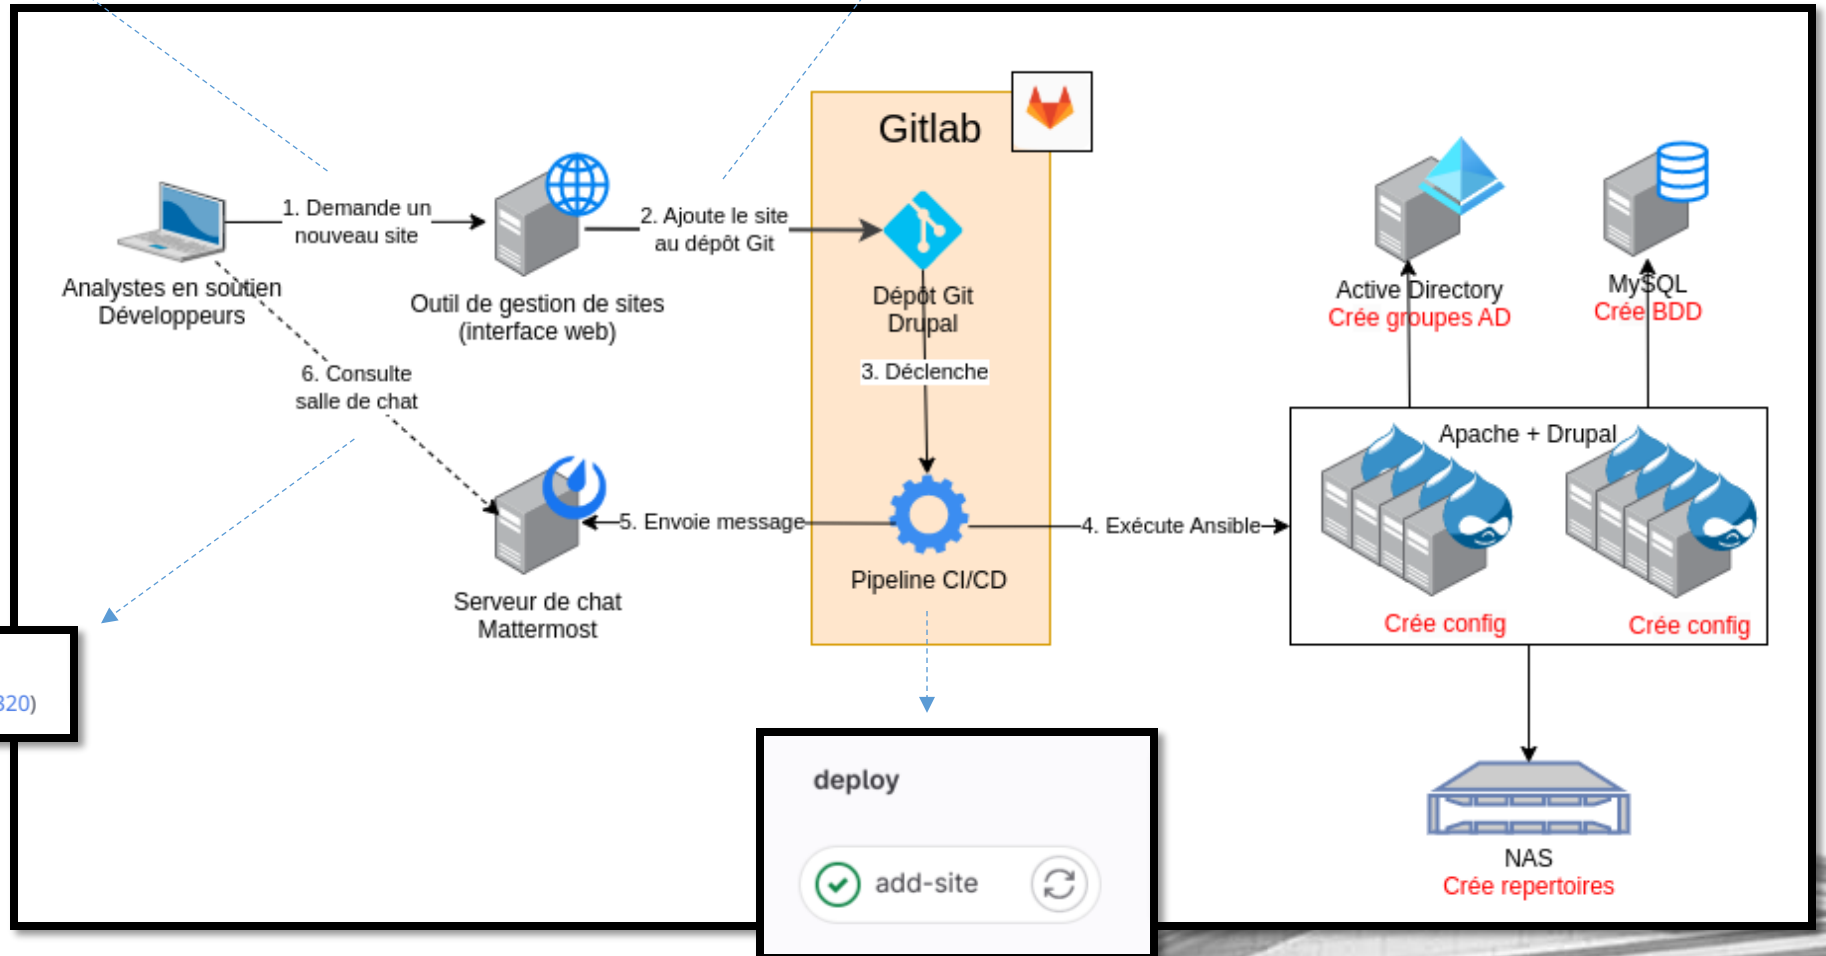 Gitlab
1. Demande un
nouveau site
2. Ajoute le site
au dépôt Git
Analystes en soutien
Développeurs
Outil de gestion de sites
(interface web)
Dépôt Git
Drupal
3. Déclenche
Active Directory
Crée groupes AD
MySQL
Crée BDD
6. Consulte
salle de chat
Apache + Drupal
5. Envoie message
4. Exécute Ansible
Pipeline CI/CD
Serveur de chat
Mattermost
Crée config
Crée config
320)
deploy
add-site
NAS
Crée repertoires